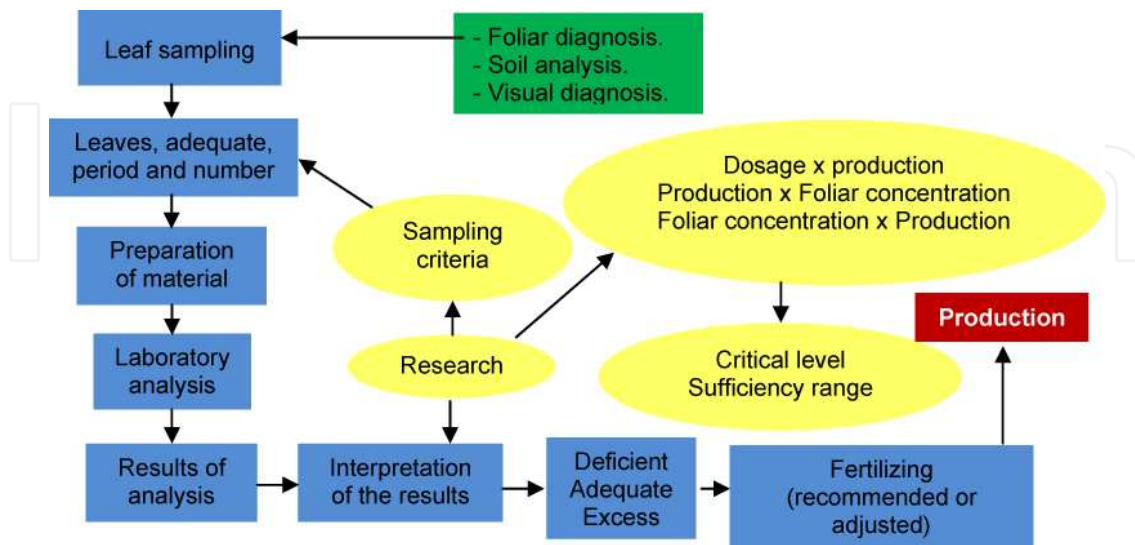 Leaf sampling
- Foliar diagnosis.
- Soil analysis.
- Visual diagnosis.
Leaves, adequate,
period and number
Dosage x production
Production x Foliar concentration
Foliar concentration x Production
Sampling
criteria
Preparation
of material
Production
Laboratory
analysis
Research
Critical level
Sufficiency range
Results of
analysis
Interpretation
of the results
Deficient
Adequate
Excess
Fertilizing
(recommended or
adjusted)